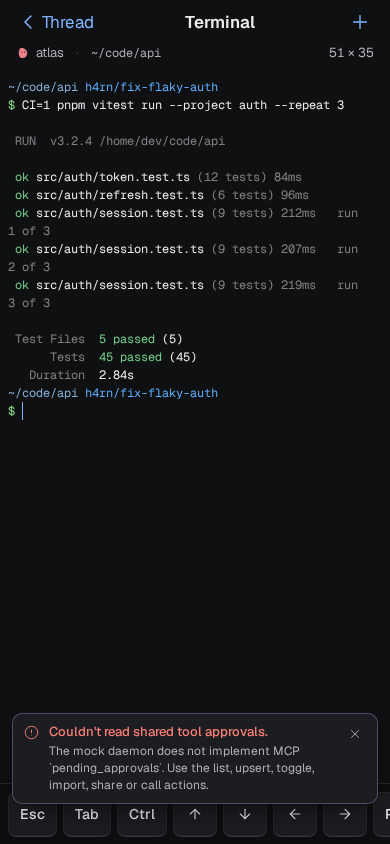 Thread
Terminal
atlas · ~/code/api
51 × 35
~/code/api h4rn/fix-flaky-auth
$ CI=1 pnpm vitest run --project auth --repeat 3
RUN v3.2.4 /home/dev/code/api
ok src/auth/token.test.ts (12 tests) 84ms
ok src/auth/refresh.test.ts (6 tests) 96ms
ok src/auth/session.test.ts (9 tests) 212ms run
1 of 3
ok src/auth/session.test.ts (9 tests) 207ms run
2 of 3
ok src/auth/session.test.ts (9 tests) 219ms run
3 of 3
Test Files 5 passed (5)
Tests 45 passed (45)
Duration 2.84s
~/code/api h4rn/fix-flaky-auth
$
Couldn't read shared tool approvals.
The mock daemon does not implement MCP
`pending_approvals`. Use the list, upsert, toggle,
import, share or call actions.
Esc Tab Ctrl ↑ ↓ ← →